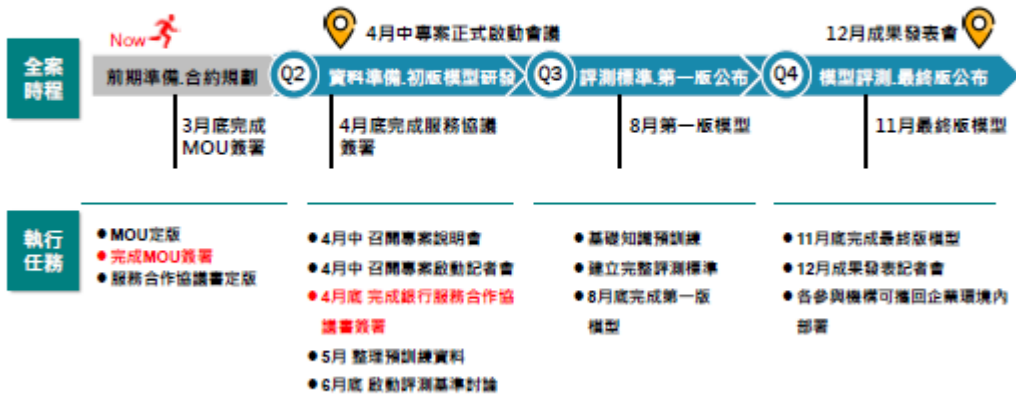 Now
4月中專案正式啟動會議
12月成果發表會
全案
時程
前期準備.合約規劃
Q2
資料準備.初版模型研發
Q3
評測標準.第一版公布
Q4
模型評測.最終版公布
3月底完成
MOU簽署
4月底完成服務協議
簽署
8月第一版模型
11月最終版模型
執行
任務
● MOU定版
● 完成MOU簽署
● 服務合作協議書定版
● 4月中 召開專案說明會
● 4月中 召開專案啟動記者會
● 4月底 完成銀行服務合作協
議書簽署
● 5月 整理預訓練資料
● 6月底 啟動評測基準討論
● 基礎知識預訓練
● 建立完整評測標準
● 8月底完成第一版
模型
● 11月底完成最終版模型
● 12月成果發表記者會
● 各參與機構可攜回企業環境內
部署